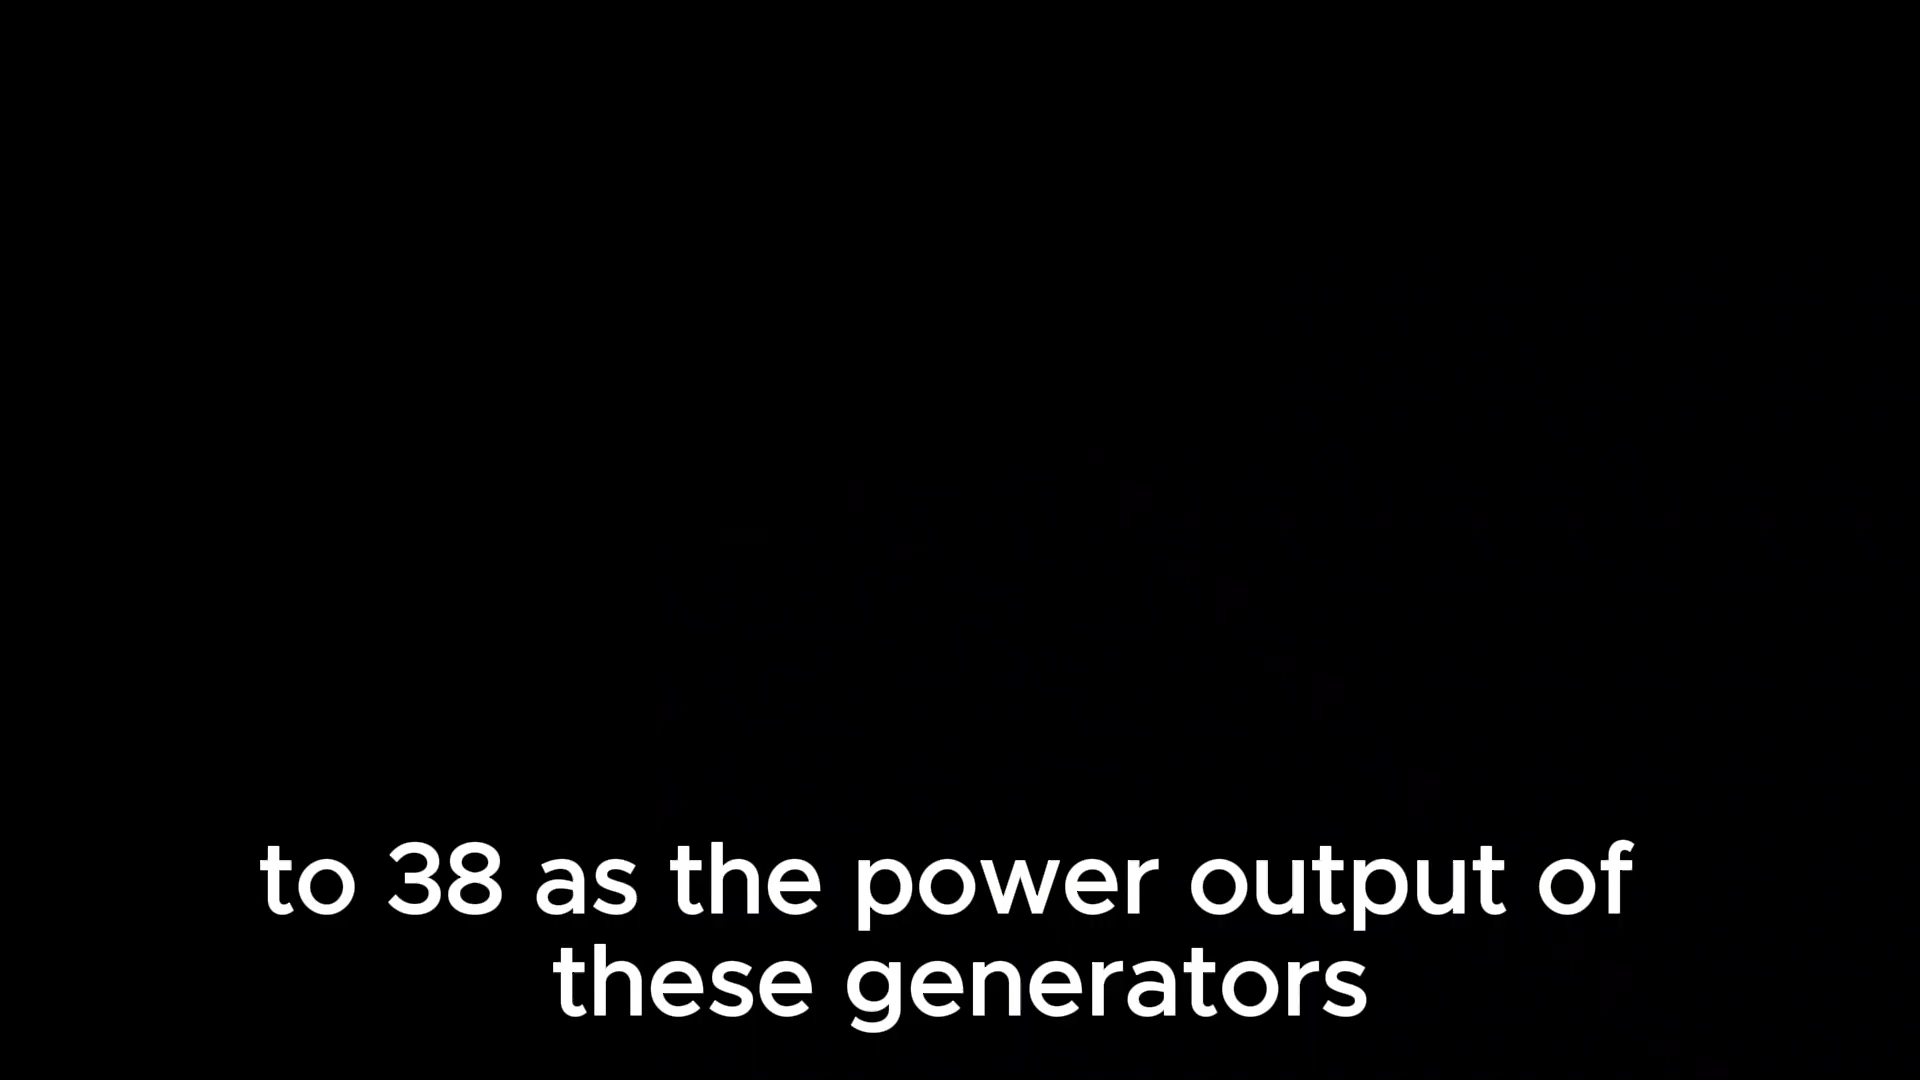 to 38 as the power output of
these generators